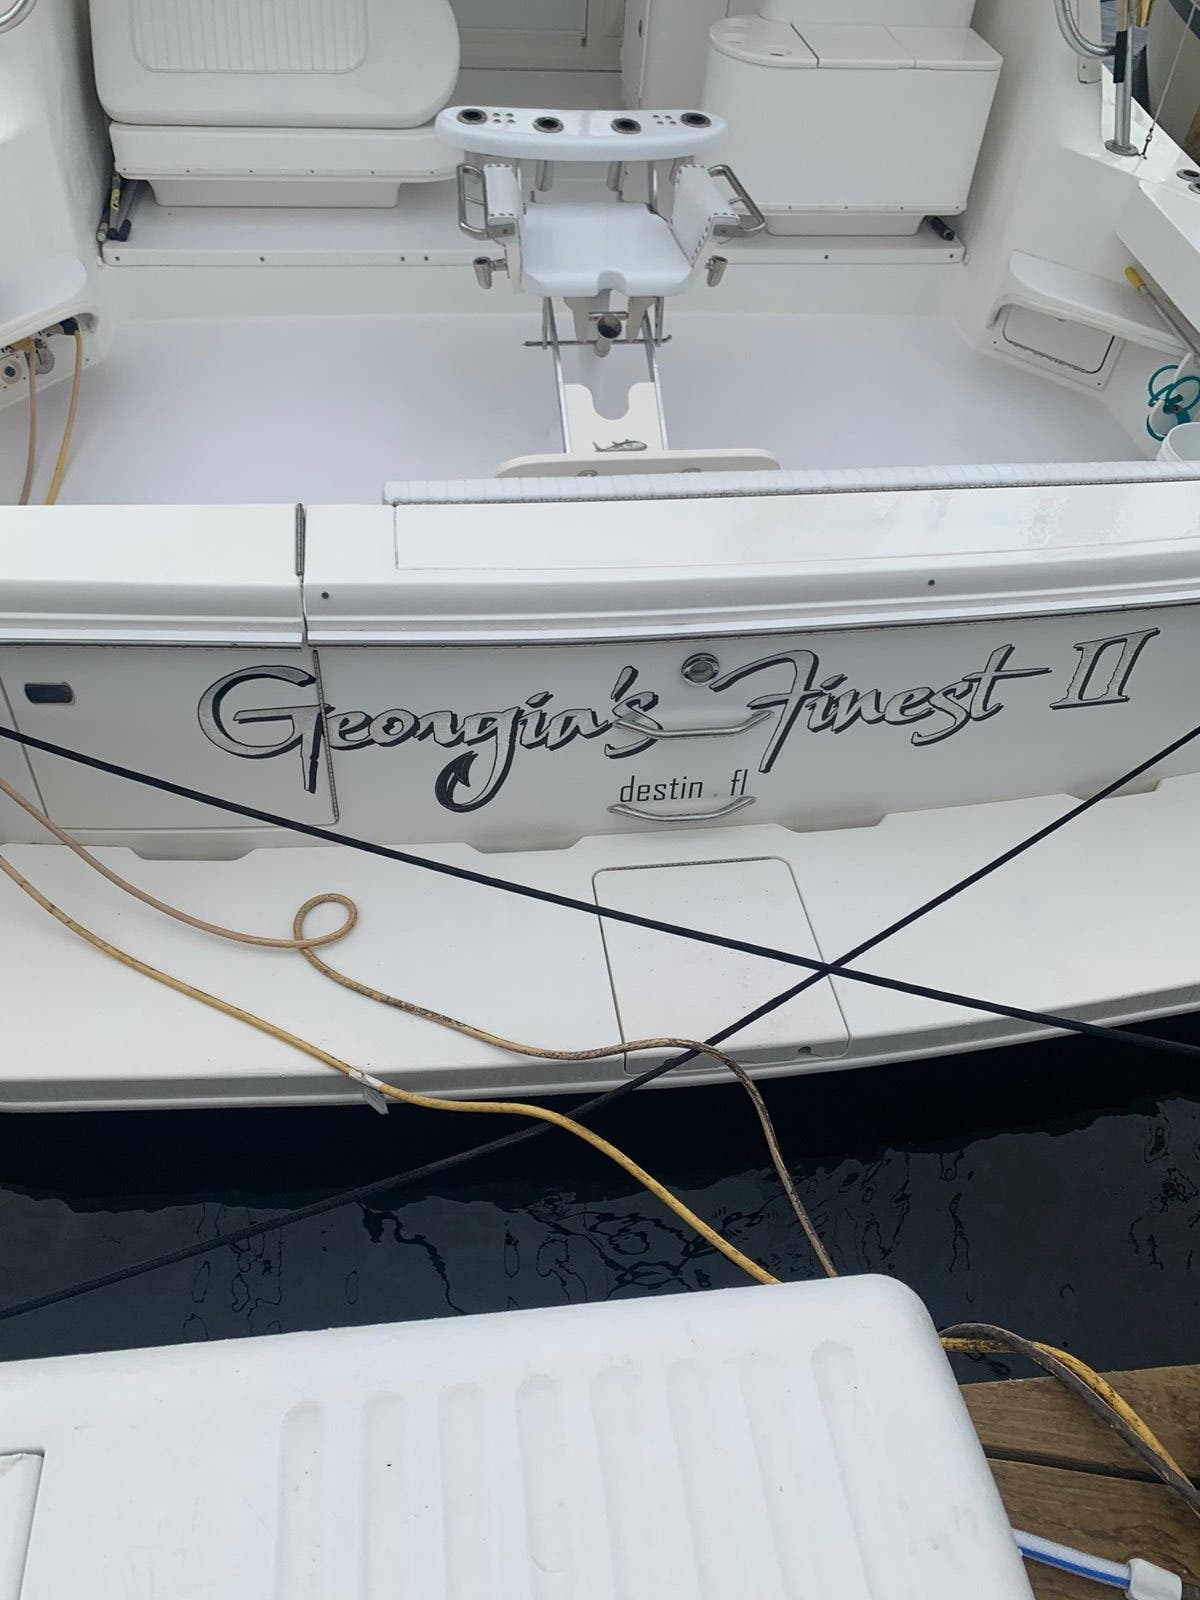 Georgia's Finest II
destin . fl